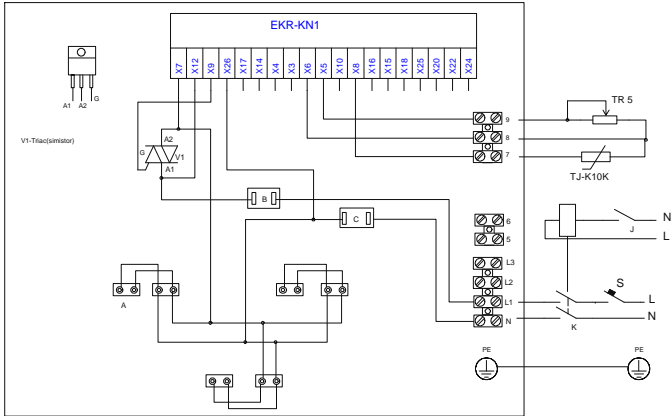 EKR-KN1
X7 X12 X9 X26 X17 X14 X4 X3 X6 X5 X10 X8 X16 X15 X18 X25 X20 X22 X24
A1 A2 G
V1-Triac(simistor)
A2
G
V1
A1
B
C
A
9
8
7
6
5
L3
L2
L1
N
TR 5
TJ-K10K
N
J
L
S
L
N
K
PE
PE